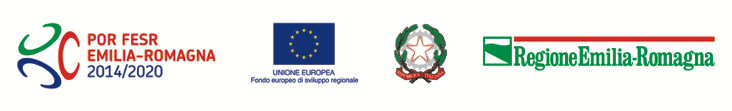 POR FESR
EMILIA-ROMAGNA
2014/2020
UNIONE EUROPEA
Fondo europeo di sviluppo regionale
RegioneEmilia-Romagna